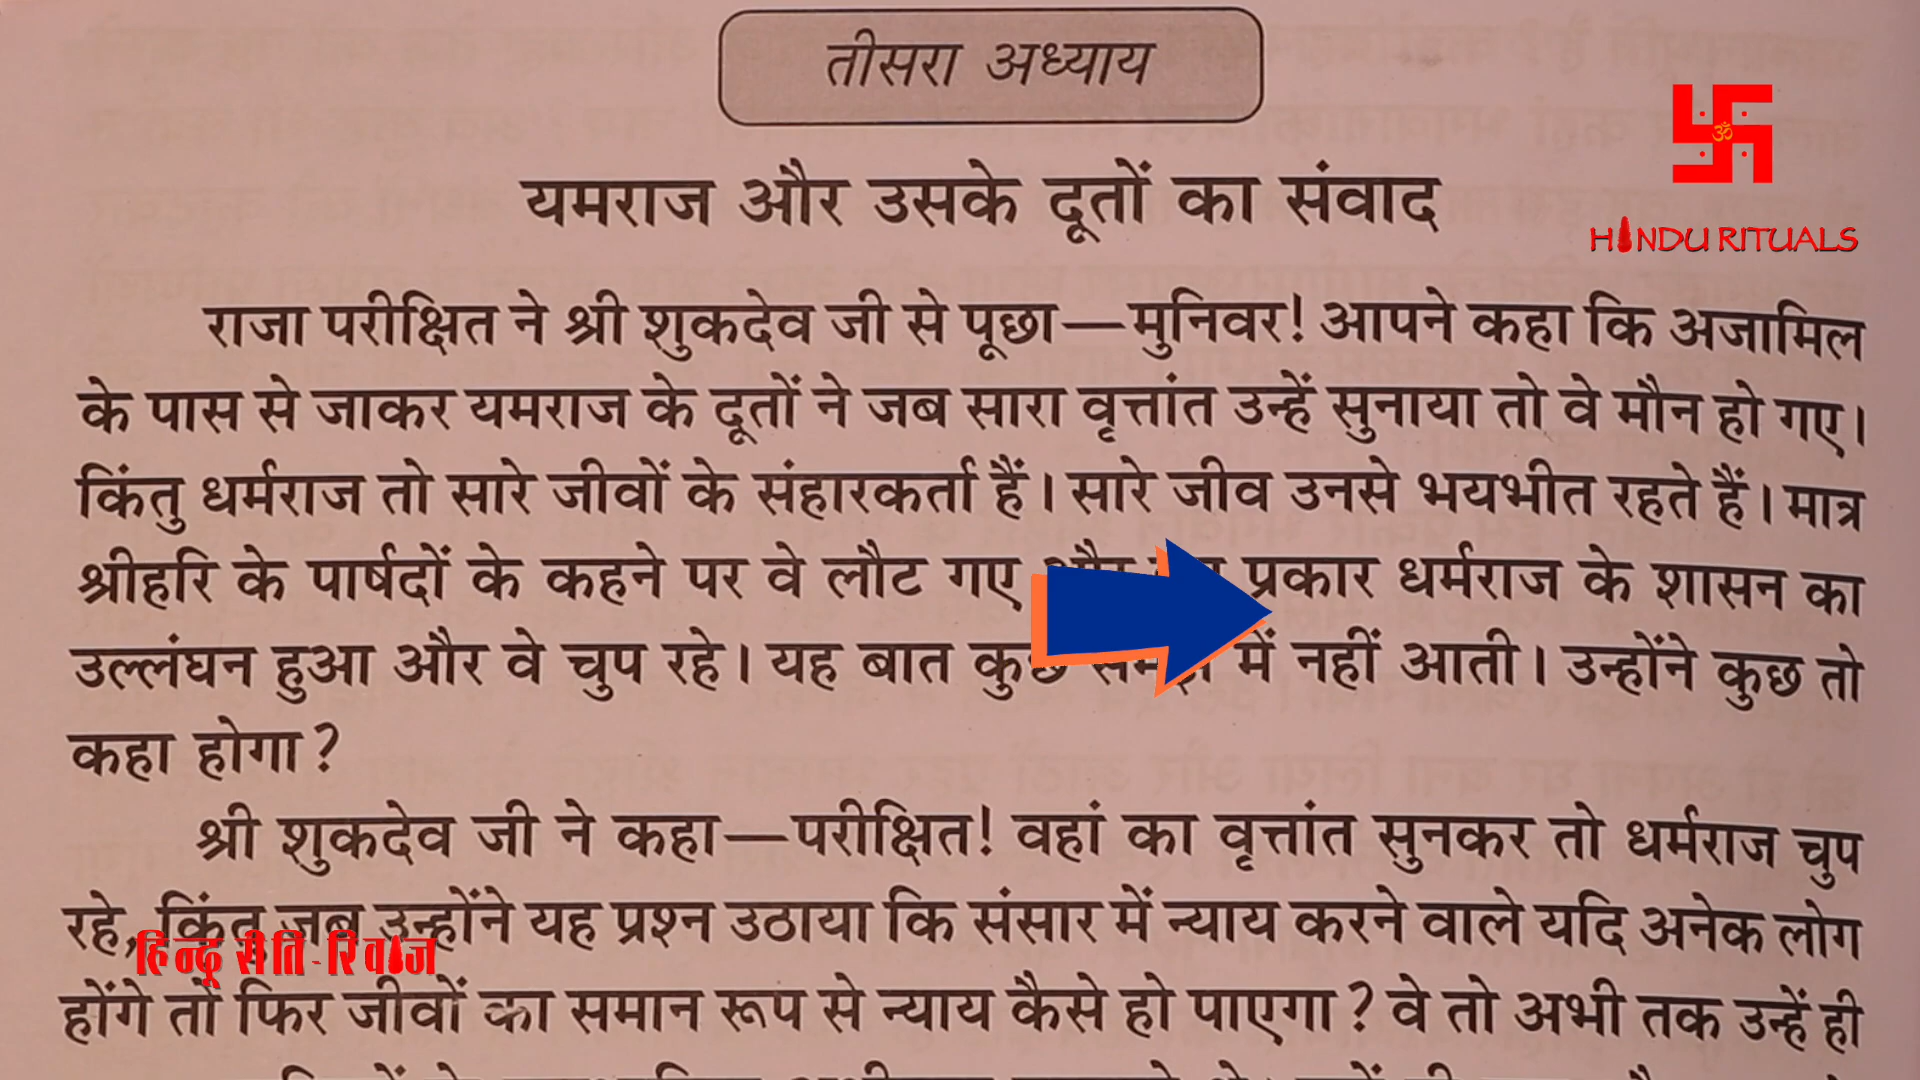 तीसरा अध्याय
यमराज और उसके दूतों का संवाद
HINDU RITUALS
राजा परीक्षित ने श्री शुकदेव जी से पूछा—मुनिवर! आपने कहा कि अजामिल
के पास से जाकर यमराज के दूतों ने जब सारा वृत्तांत उन्हें सुनाया तो वे मौन हो गए।
किंतु धर्मराज तो सारे जीवों के संहारकर्ता हैं। सारे जीव उनसे भयभीत रहते हैं। मात्र
श्रीहरि के पार्षदों के कहने पर वे लौट गए और प्रकार धर्मराज के शासन का
उल्लंघन हुआ और वे चुप रहे। यह बात कुछ समझ में नहीं आती। उन्होंने कुछ तो
कहा होगा?
श्री शुकदेव जी ने कहा—परीक्षित! वहां का वृत्तांत सुनकर तो धर्मराज चुप
रहे, किंतु जब उन्होंने यह प्रश्न उठाया कि संसार में न्याय करने वाले यदि अनेक लोग
हिन्दू रीति-रिवाज
होंगे तो फिर जीवों का समान रूप से न्याय कैसे हो पाएगा? वे तो अभी तक उन्हें ही